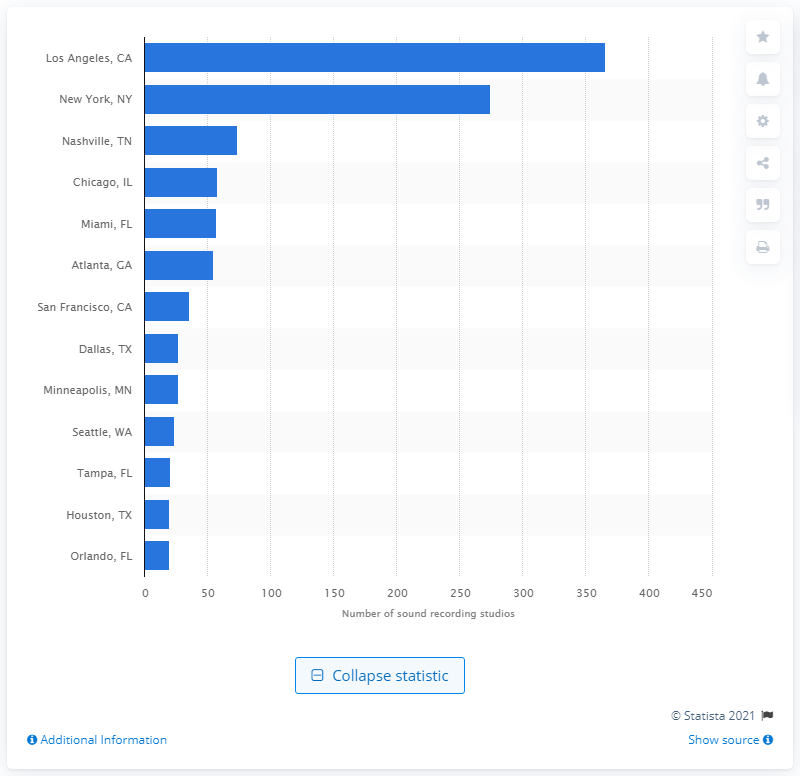 Los Angeles, CA
New York, NY
Nashville, TN
Chicago, IL
Miami, FL
Atlanta, GA
San Francisco, CA
Dallas, TX
Minneapolis, MN
Seattle, WA
Tampa, FL
Houston, TX
Orlando, FL
0 50 100 150 200 250 300 350 400 450
Number of sound recording studios
Collapse statistic
© Statista 2021
Additional Information
Show source